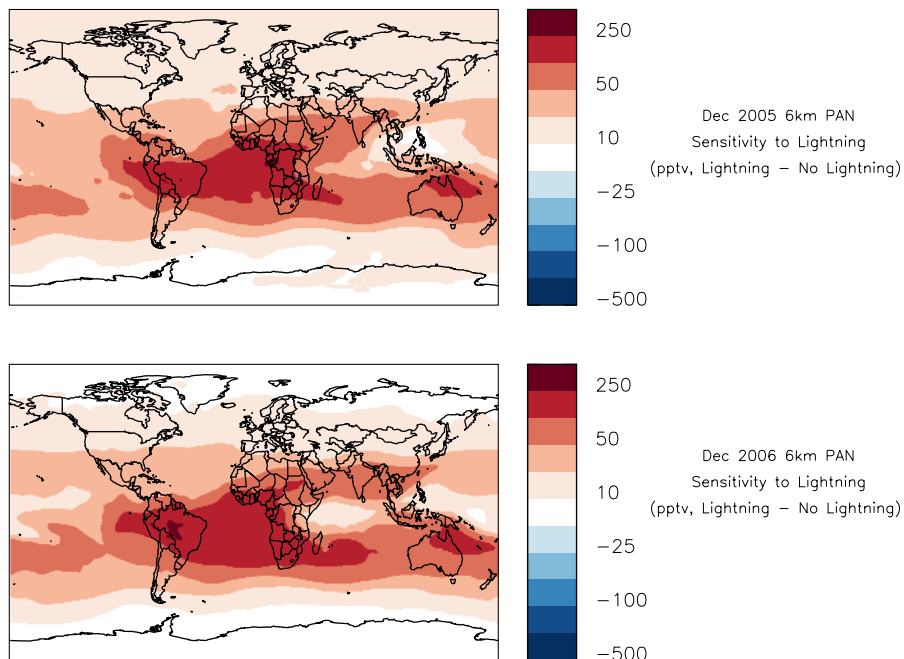 250
50
10
−25
−100
−500
Dec 2005 6km PAN
Sensitivity to Lightning
(pptv, Lightning − No Lightning)
250
50
10
−25
−100
−500
Dec 2006 6km PAN
Sensitivity to Lightning
(pptv, Lightning − No Lightning)